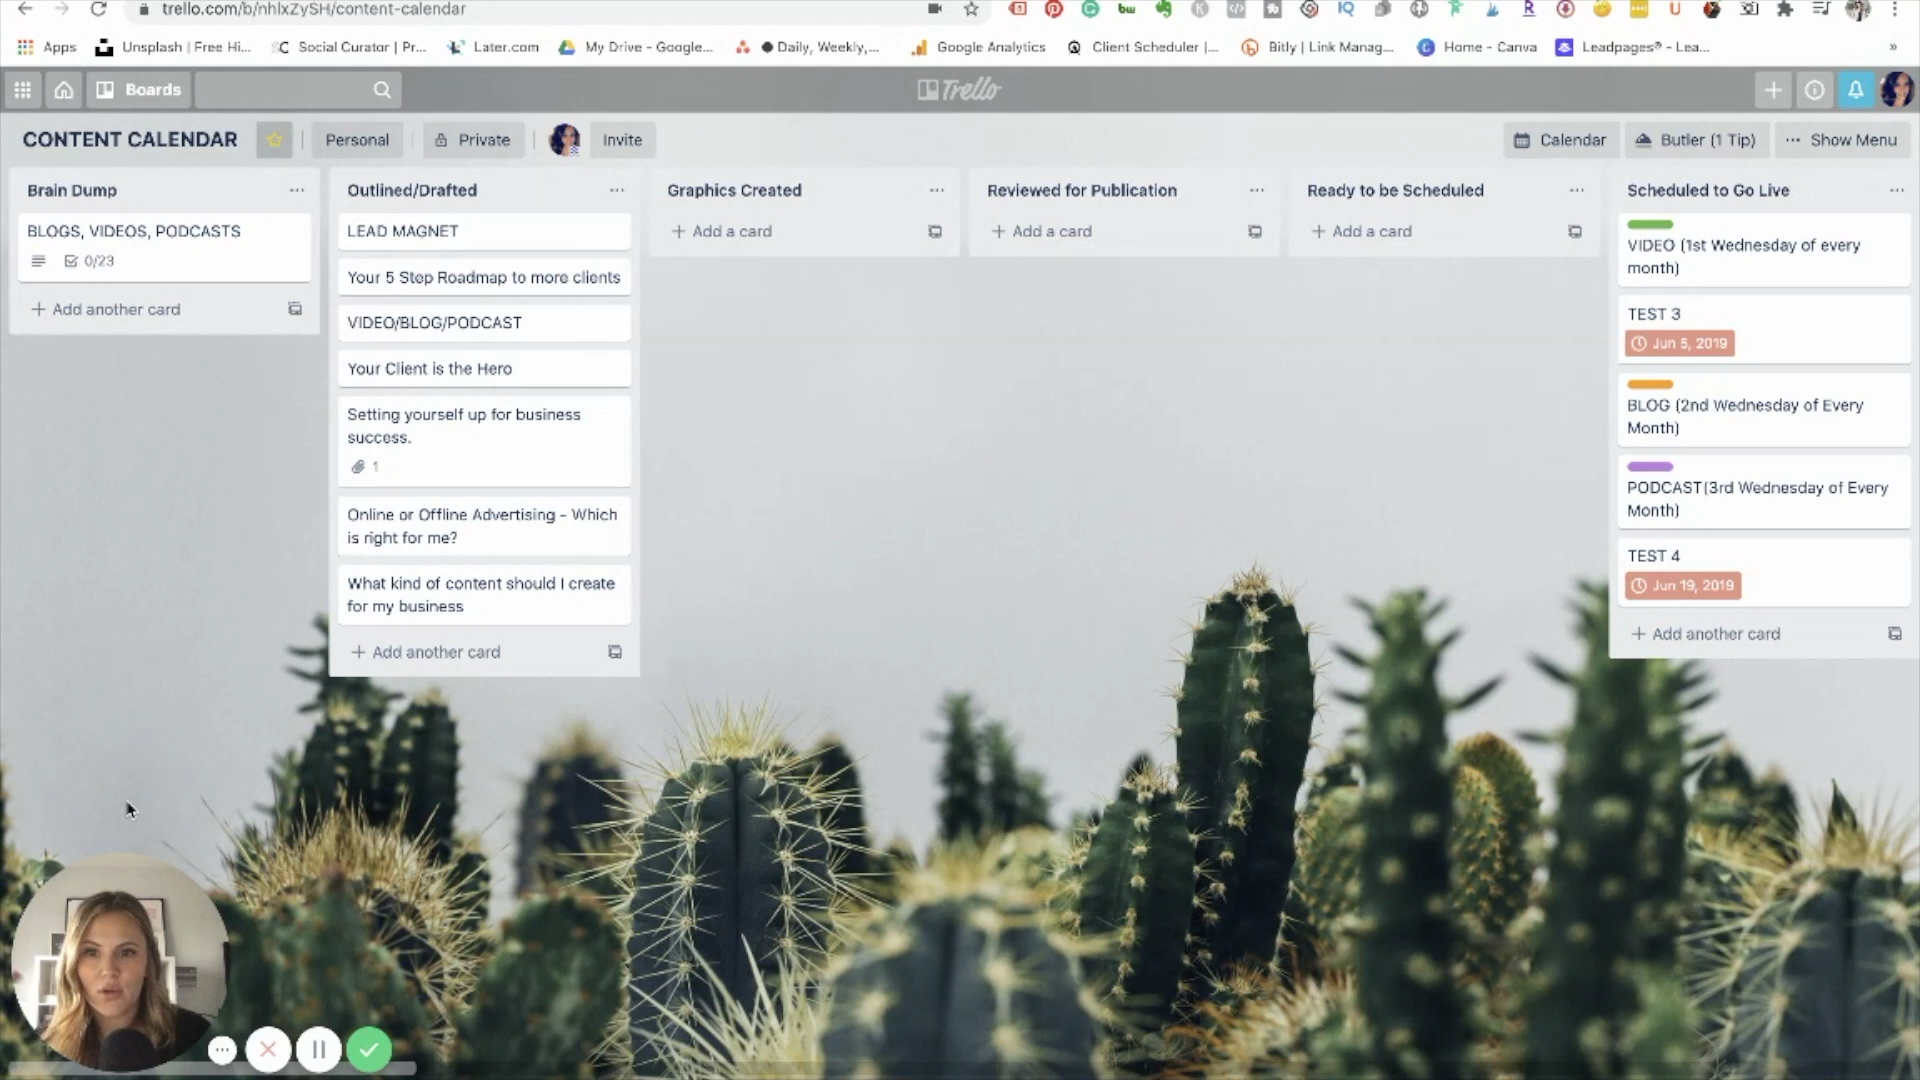 trello.com/b/nhlxZySH/content-calendar
Apps
Unsplash | Free Hi...
Social Curator | Pr...
Later.com
My Drive - Google...
Daily, Weekly,...
Google Analytics
Client Scheduler |...
Bitly | Link Manag...
Home - Canva
Leadpages® - Lea...
»
Boards
Trello
CONTENT CALENDAR
Personal
Private
Invite
Calendar
Butler (1 Tip)
Show Menu
Brain Dump
BLOGS, VIDEOS, PODCASTS
0/23
+ Add another card
Outlined/Drafted
LEAD MAGNET
Your 5 Step Roadmap to more clients
VIDEO/BLOG/PODCAST
Your Client is the Hero
Setting yourself up for business
success.
1
Online or Offline Advertising - Which
is right for me?
What kind of content should I create
for my business
+ Add another card
Graphics Created
+ Add a card
Reviewed for Publication
+ Add a card
Ready to be Scheduled
+ Add a card
Scheduled to Go Live
VIDEO (1st Wednesday of every
month)
TEST 3
Jun 5, 2019
BLOG (2nd Wednesday of Every
Month)
PODCAST(3rd Wednesday of Every
Month)
TEST 4
Jun 19, 2019
+ Add another card